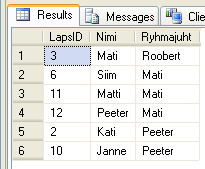 Results Messages Clie
LapsID Nimi Ryhmajuht
1 3 Mati Roobert
2 6 Siim Mati
3 11 Matti Mati
4 12 Peeter Mati
5 2 Kati Peeter
6 10 Janne Peeter